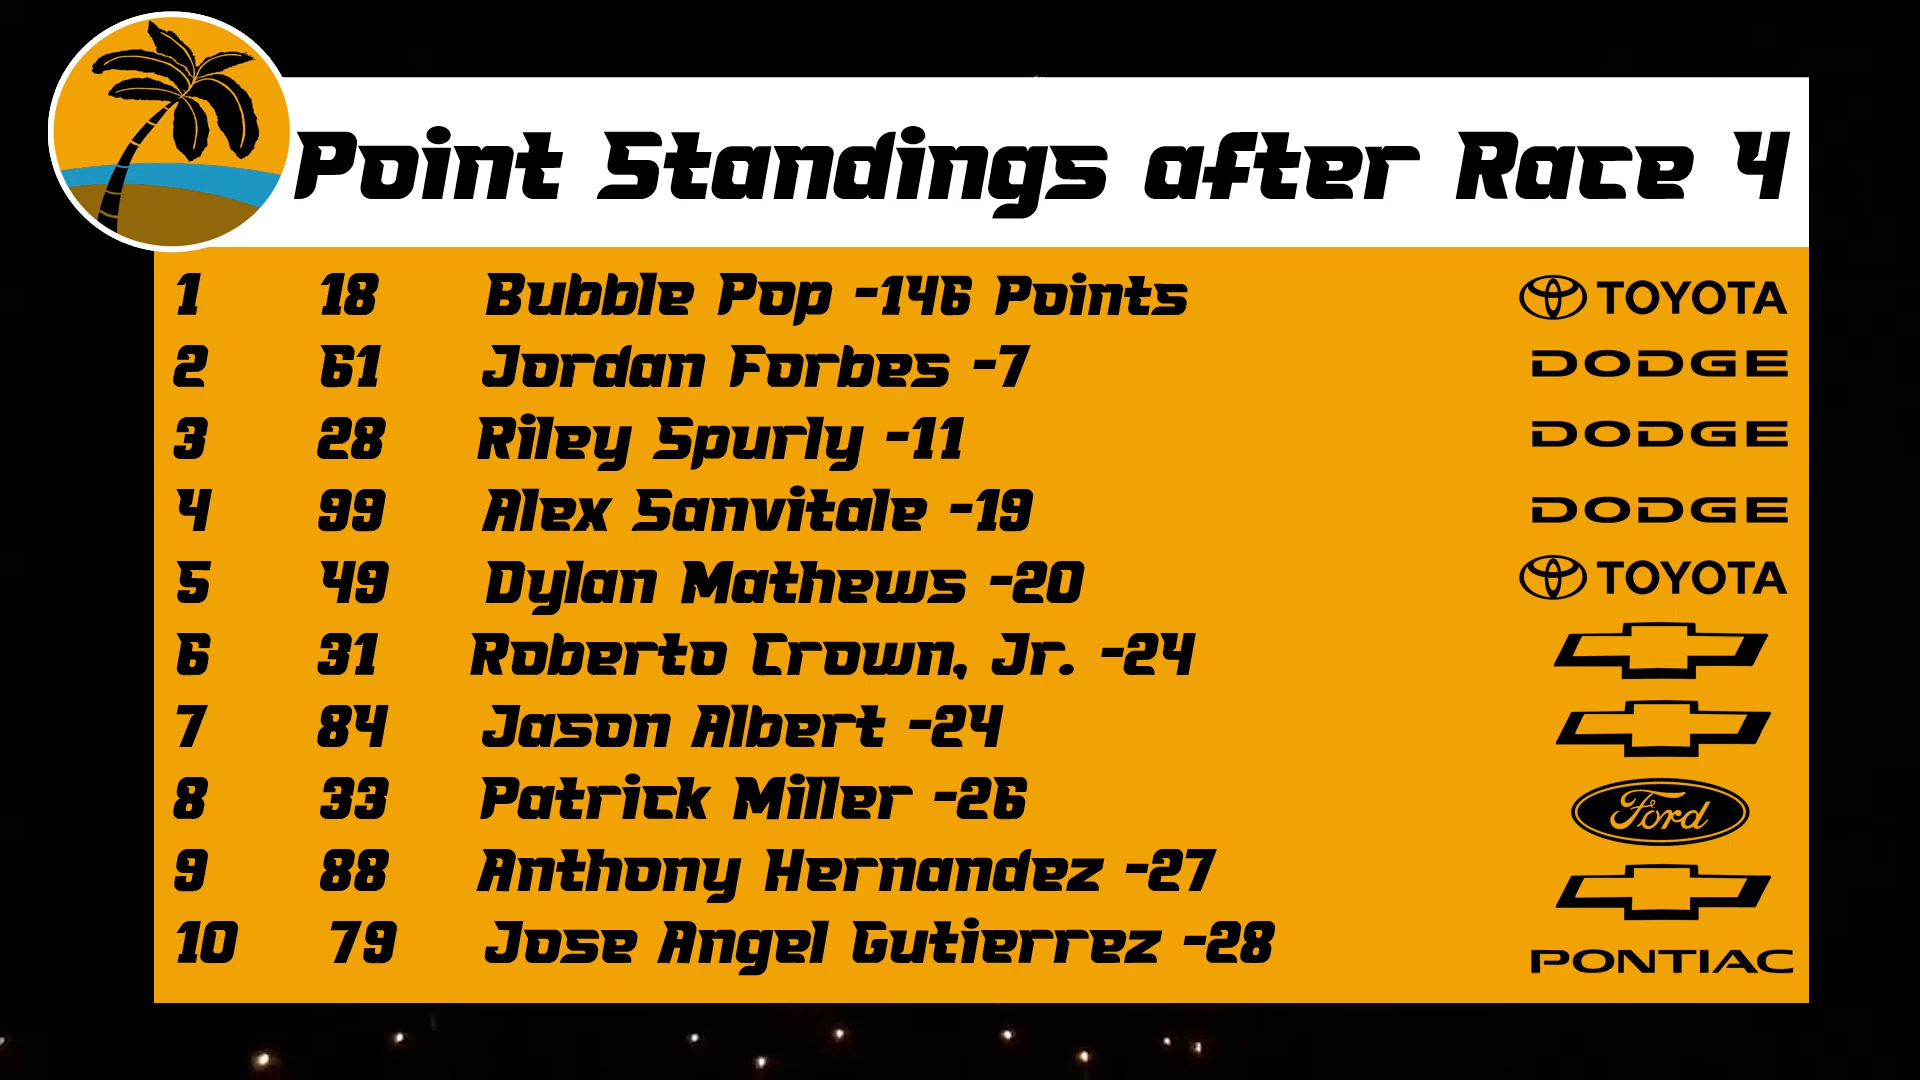 Point Standings after Race 4
1 18 Bubble Pop -146 Points TOYOTA
2 61 Jordan Forbes -7 DODGE
3 28 Riley Spurly -11 DODGE
4 99 Alex Sanvitale -19 DODGE
5 49 Dylan Mathews -20 TOYOTA
6 31 Roberto Crown, Jr. -24
7 84 Jason Albert -24
8 33 Patrick Miller -26 Ford
9 88 Anthony Hernandez -27
10 79 Jose Angel Gutierrez -28 PONTIAC